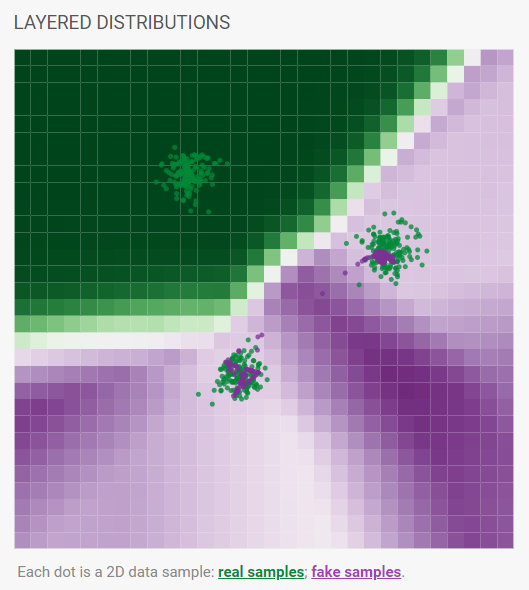 LAYERED DISTRIBUTIONS
Each dot is a 2D data sample: real samples; fake samples.